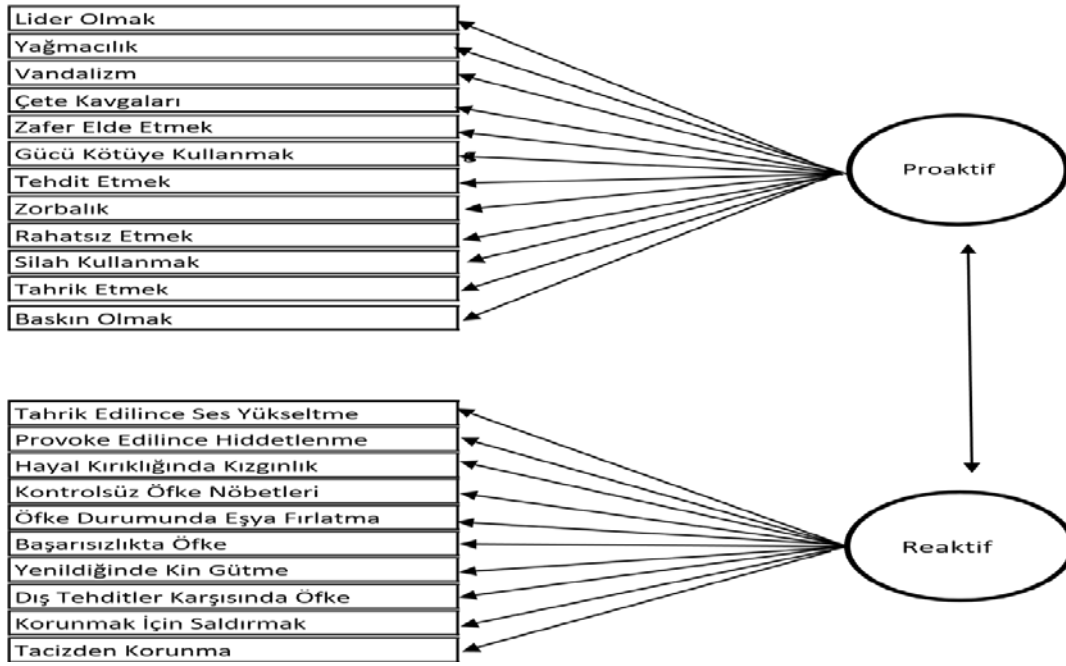 Lider Olmak
Yağmacılık
Vandalizm
Çete Kavgaları
Zafer Elde Etmek
Gücü Kötüye Kullanmak
Tehdit Etmek
Zorbalık
Rahatsız Etmek
Silah Kullanmak
Tahrik Etmek
Baskın Olmak
Proaktif
Tahrik Edilince Ses Yükseltme
Provoke Edilince Hiddetlenme
Hayal Kırıklığında Kızgınlık
Kontrolsüz Öfke Nöbetleri
Öfke Durumunda Eşya Fırlatma
Başarısızlıkta Öfke
Yenildiğinde Kin Gütme
Dış Tehditler Karşısında Öfke
Korunmak İçin Saldırmak
Tacizden Korunma
Reaktif